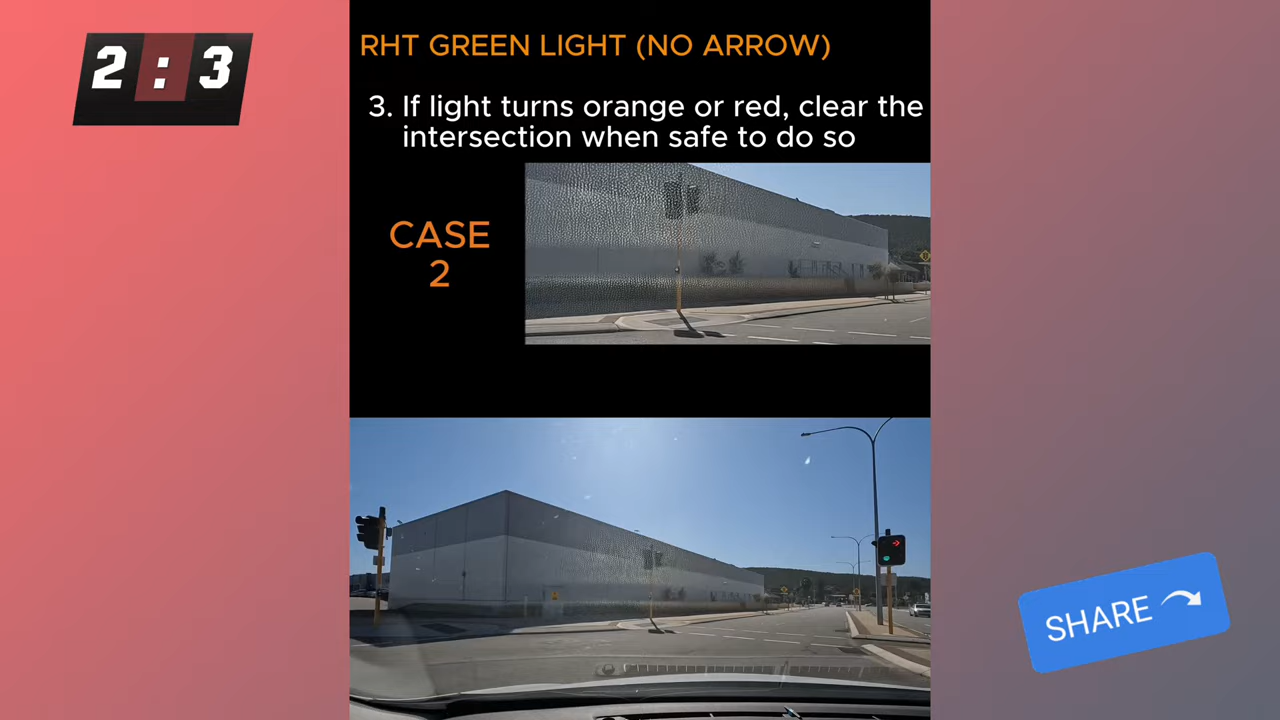 2:3
RHT GREEN LIGHT (NO ARROW)
3. If light turns orange or red, clear the
intersection when safe to do so
CASE
2
SHARE